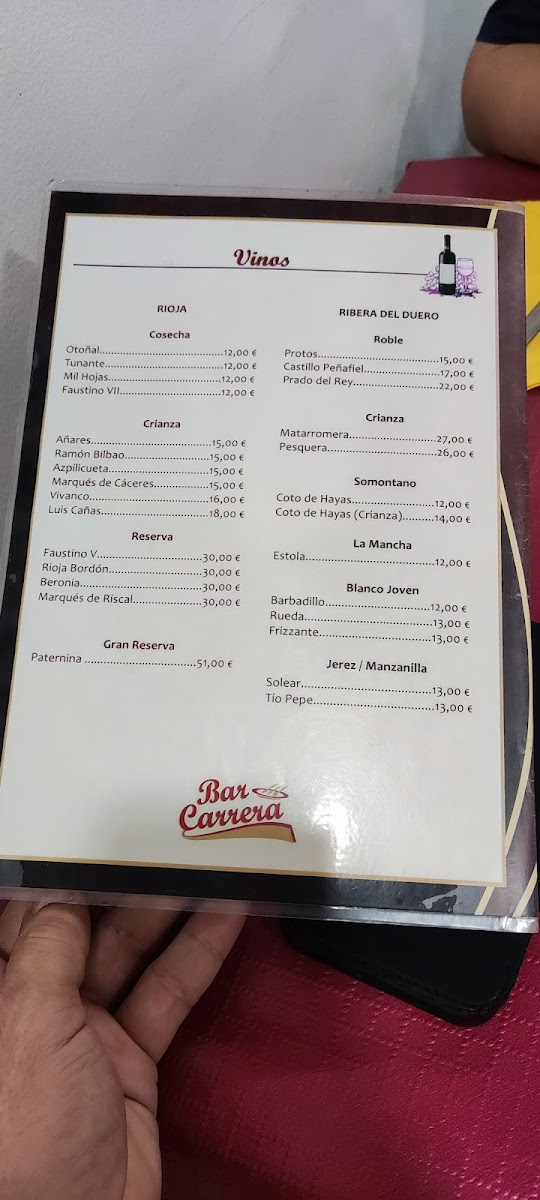 Vinos
RIOJA
Cosecha
Otoñal......................................12,00 €
Tunante....................................12,00 €
Mil Hojas...................................12,00 €
Faustino VII...............................12,00 €
Crianza
Añares....................................15,00 €
Ramón Bilbao.........................15,00 €
Azpilicueta..............................15,00 €
Marqués de Cáceres................15,00 €
Vivanco...................................16,00 €
Luis Cañas................................18,00 €
Reserva
Faustino V...............................30,00 €
Rioja Bordón...........................30,00 €
Beronia...................................30,00 €
Marqués de Riscal....................30,00 €
Gran Reserva
Paternina .................................51,00 €
RIBERA DEL DUERO
Roble
Protos....................................15,00 €
Castillo Peñafiel.......................17,00 €
Prado del Rey..........................22,00 €
Crianza
Matarromera..........................27,00 €
Pesquera.................................26,00 €
Somontano
Coto de Hayas.........................12,00 €
Coto de Hayas (Crianza).........14,00 €
La Mancha
Estola......................................12,00 €
Blanco Joven
Barbadillo................................12,00 €
Rueda......................................13,00 €
Frizzante..................................13,00 €
Jerez / Manzanilla
Solear......................................13,00 €
Tío Pepe...................................13,00 €
Bar
Carrera